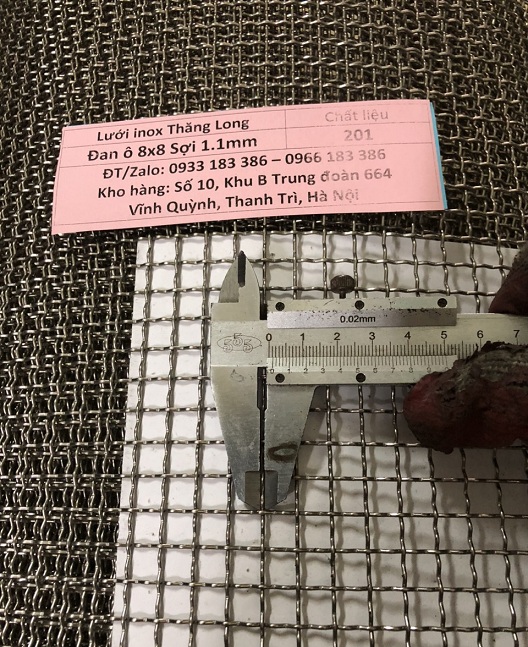 Lưới inox Thăng Long
Chất liệu
Đan ô 8x8 Sợi 1.1mm
201
ĐT/Zalo: 0933 183 386 – 0966 183 386
Kho hàng: Số 10, Khu B Trung đoàn 664
Vĩnh Quỳnh, Thanh Trì, Hà Nội
0.02mm
0 1 2 3 4 5 6 7